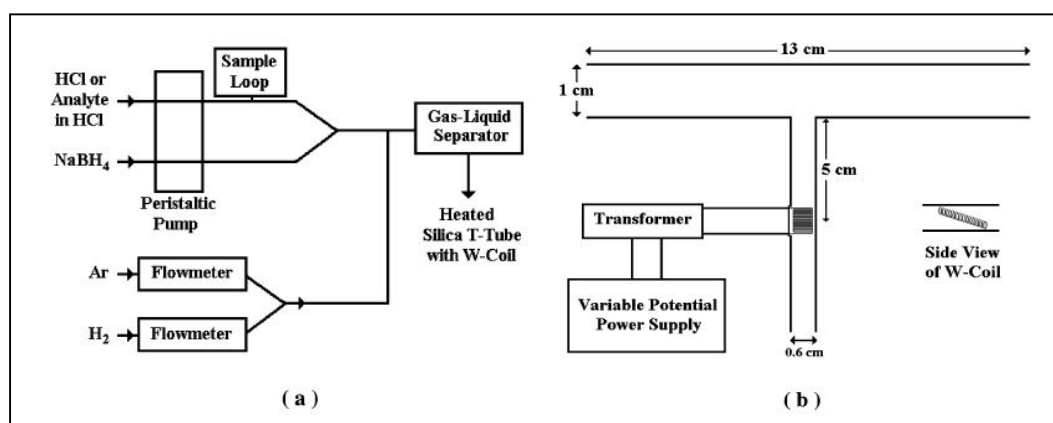 HCl or
Analyte
in HCl
NaBH4
Peristaltic
Pump
Sample
Loop
Gas-Liquid
Separator
Heated
Silica T-Tube
with W-Coil
Ar
Flowmeter
H2
Flowmeter
( a )
13 cm
1 cm
5 cm
Transformer
Variable Potential
Power Supply
0.6 cm
Side View
of W-Coil
( b )